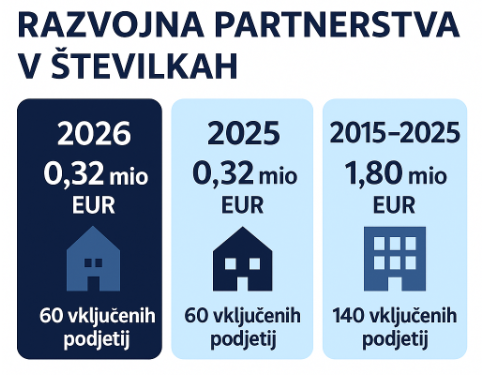 RAZVOJNA PARTNERSTVA
V ŠTEVILKAH
2026
0,32 mio
EUR
60 vključenih
podjetij
2025
0,32 mio
EUR
60 vključenih
podjetij
2015–2025
1,80 mio
EUR
140 vključenih
podjetij